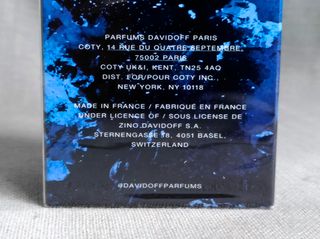 PARFUMS DAVIDOFF PARIS
COTY, 14 RUE DU QUATRE SEPTEMBRE,
75002 PARIS
COTY UK&I, KENT, TN25 4AQ
DIST. FOR/POUR COTY INC.,
NEW YORK, NY 10118
MADE IN FRANCE / FABRIQUÉ EN FRANCE
UNDER LICENCE OF / SOUS LICENSE DE
ZINO DAVIDOFF S.A.
STERNENGASSE 18, 4051 BASEL,
SWITZERLAND
@DAVIDOFFPARFUMS